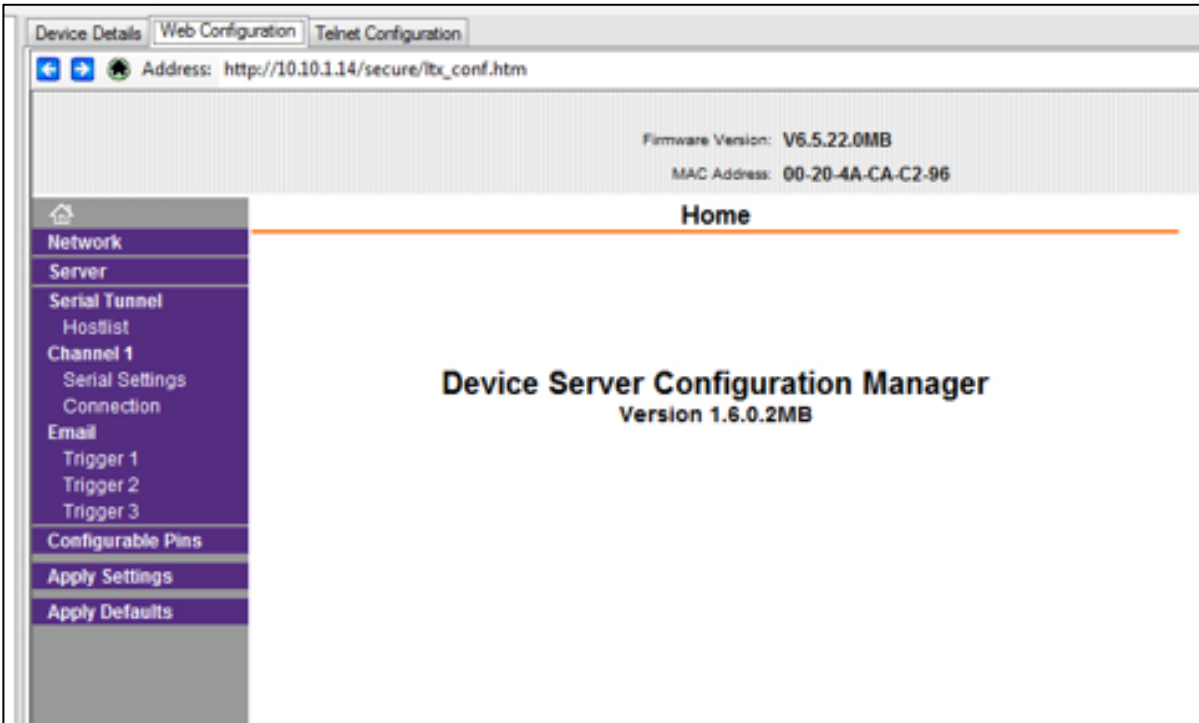 Device Details Web Configuration Telnet Configuration
Address: http://10.10.1.14/secure/ltx_conf.htm
Firmware Version: V6.5.22.0MB
MAC Address: 00-20-4A-CA-C2-96
Home
Network
Server
Serial Tunnel
Hostlist
Channel 1
Serial Settings
Connection
Email
Trigger 1
Trigger 2
Trigger 3
Configurable Pins
Apply Settings
Apply Defaults
Device Server Configuration Manager
Version 1.6.0.2MB